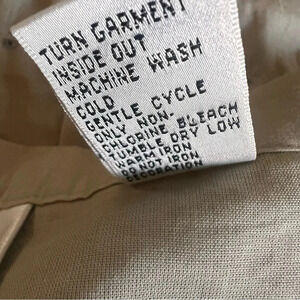 TURN GARMENT
INSIDE OUT
MACHINE WASH
COLD
GENTLE CYCLE
ONLY NON-
CHLORINE BLEACH
TUMBLE DRY LOW
WARM IRON
DO NOT IRON
DECORATION